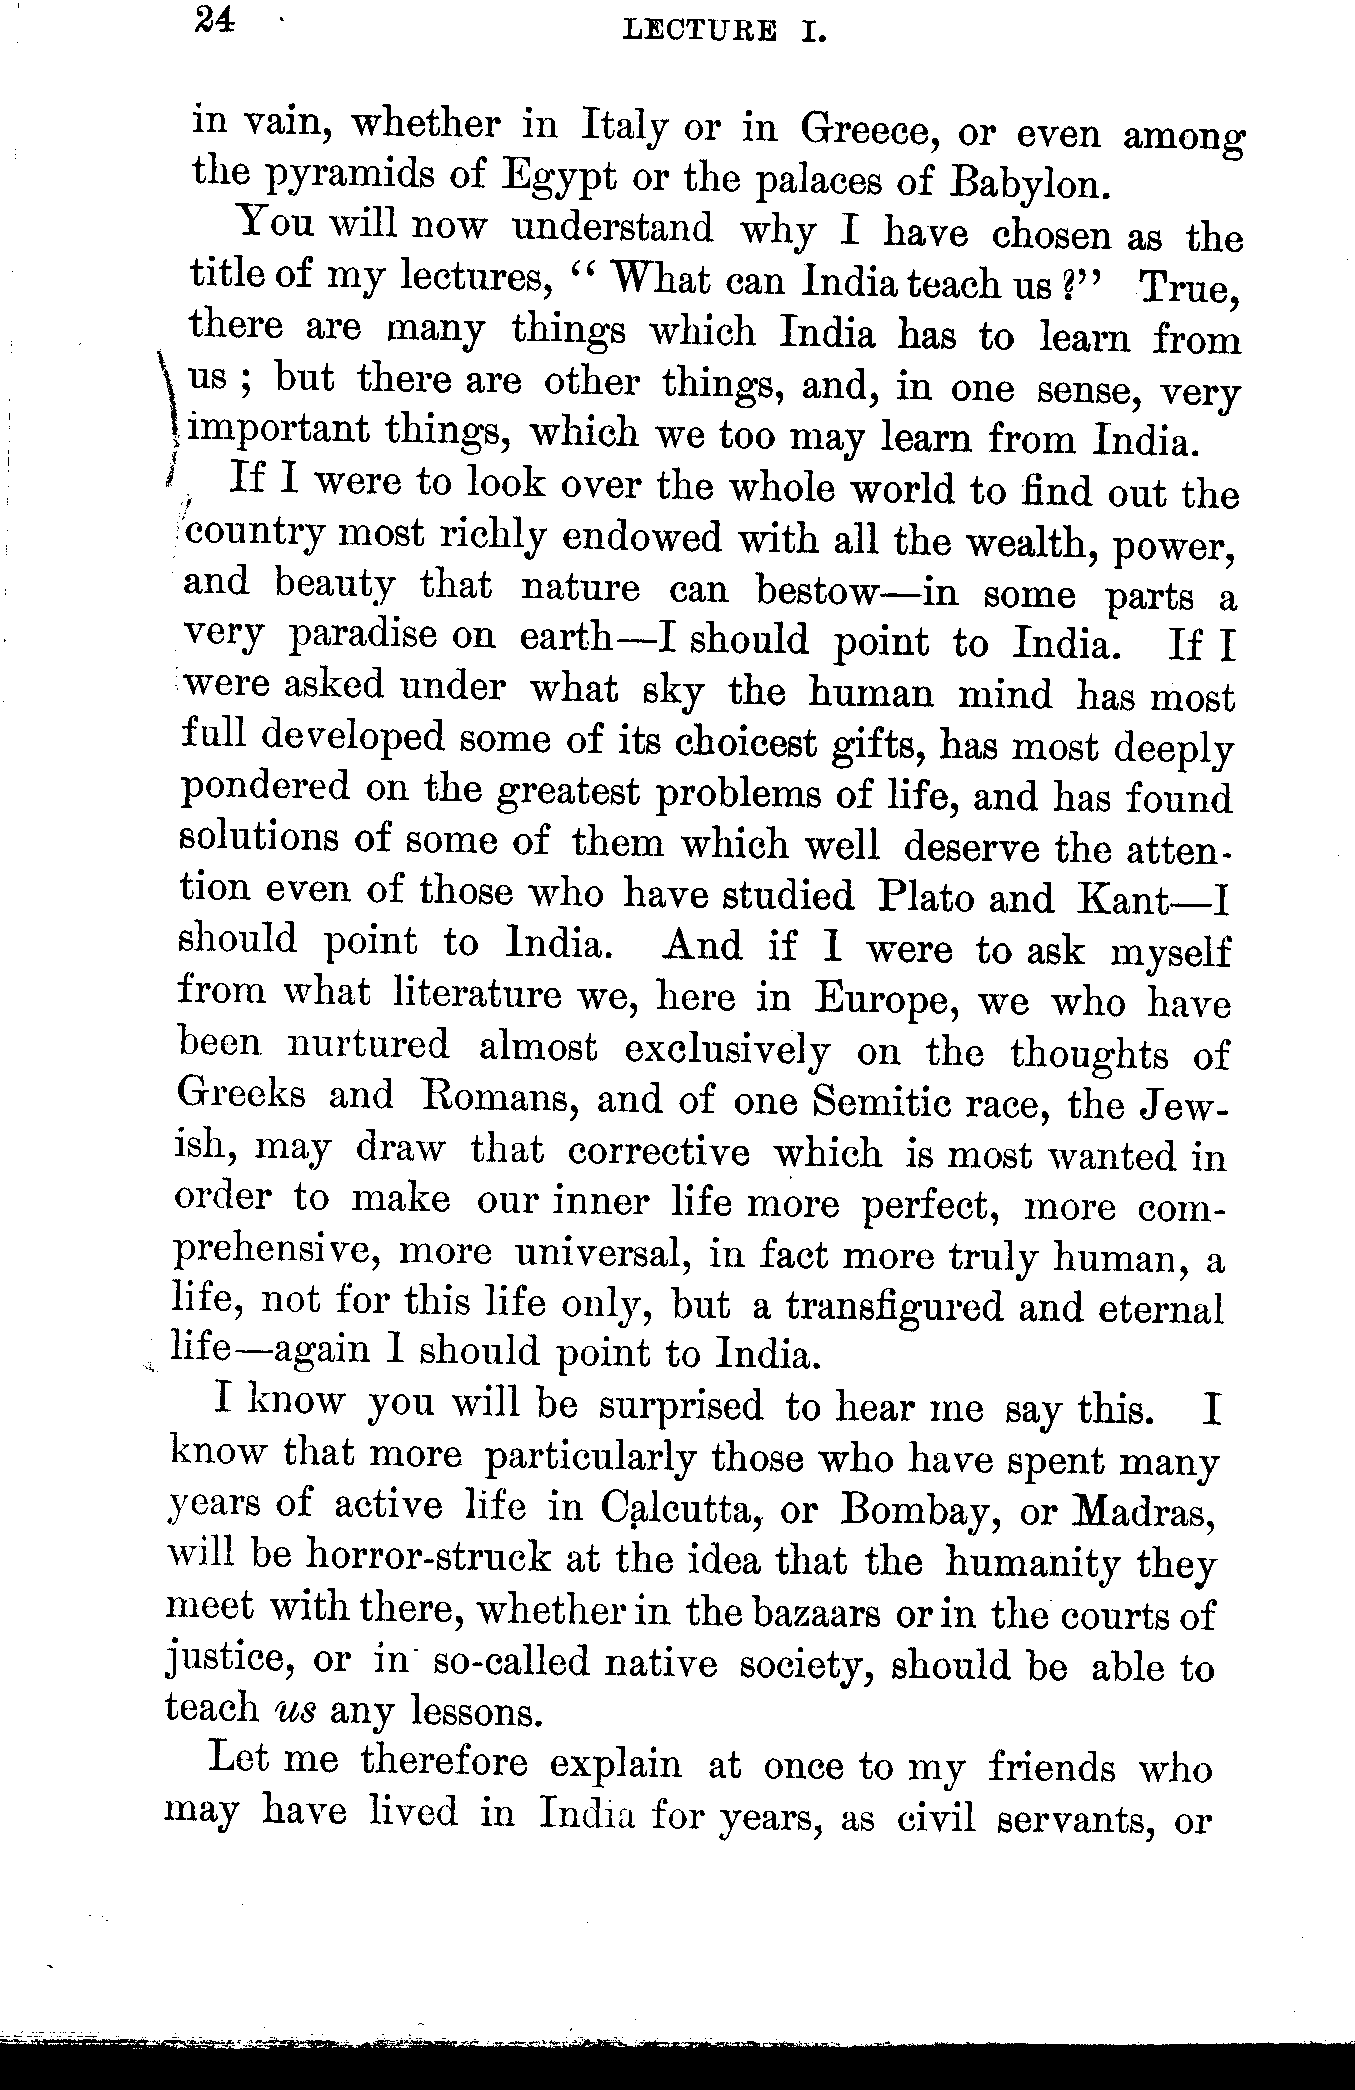 24 LECTURE I.
in vain, whether in Italy or in Greece, or even among
the pyramids of Egypt or the palaces of Babylon.
You will now understand why I have chosen as the
title of my lectures, “ What can India teach us ?” True,
there are many things which India has to learn from
us ; but there are other things, and, in one sense, very
important things, which we too may learn from India.
If I were to look over the whole world to find out the
country most richly endowed with all the wealth, power,
and beauty that nature can bestow—in some parts a
very paradise on earth—I should point to India. If I
were asked under what sky the human mind has most
full developed some of its choicest gifts, has most deeply
pondered on the greatest problems of life, and has found
solutions of some of them which well deserve the atten-
tion even of those who have studied Plato and Kant—I
should point to India. And if I were to ask myself
from what literature we, here in Europe, we who have
been nurtured almost exclusively on the thoughts of
Greeks and Romans, and of one Semitic race, the Jew-
ish, may draw that corrective which is most wanted in
order to make our inner life more perfect, more com-
prehensive, more universal, in fact more truly human, a
life, not for this life only, but a transfigured and eternal
life—again I should point to India.
I know you will be surprised to hear me say this. I
know that more particularly those who have spent many
years of active life in Calcutta, or Bombay, or Madras,
will be horror-struck at the idea that the humanity they
meet with there, whether in the bazaars or in the courts of
justice, or in so-called native society, should be able to
teach us any lessons.
Let me therefore explain at once to my friends who
may have lived in India for years, as civil servants, or